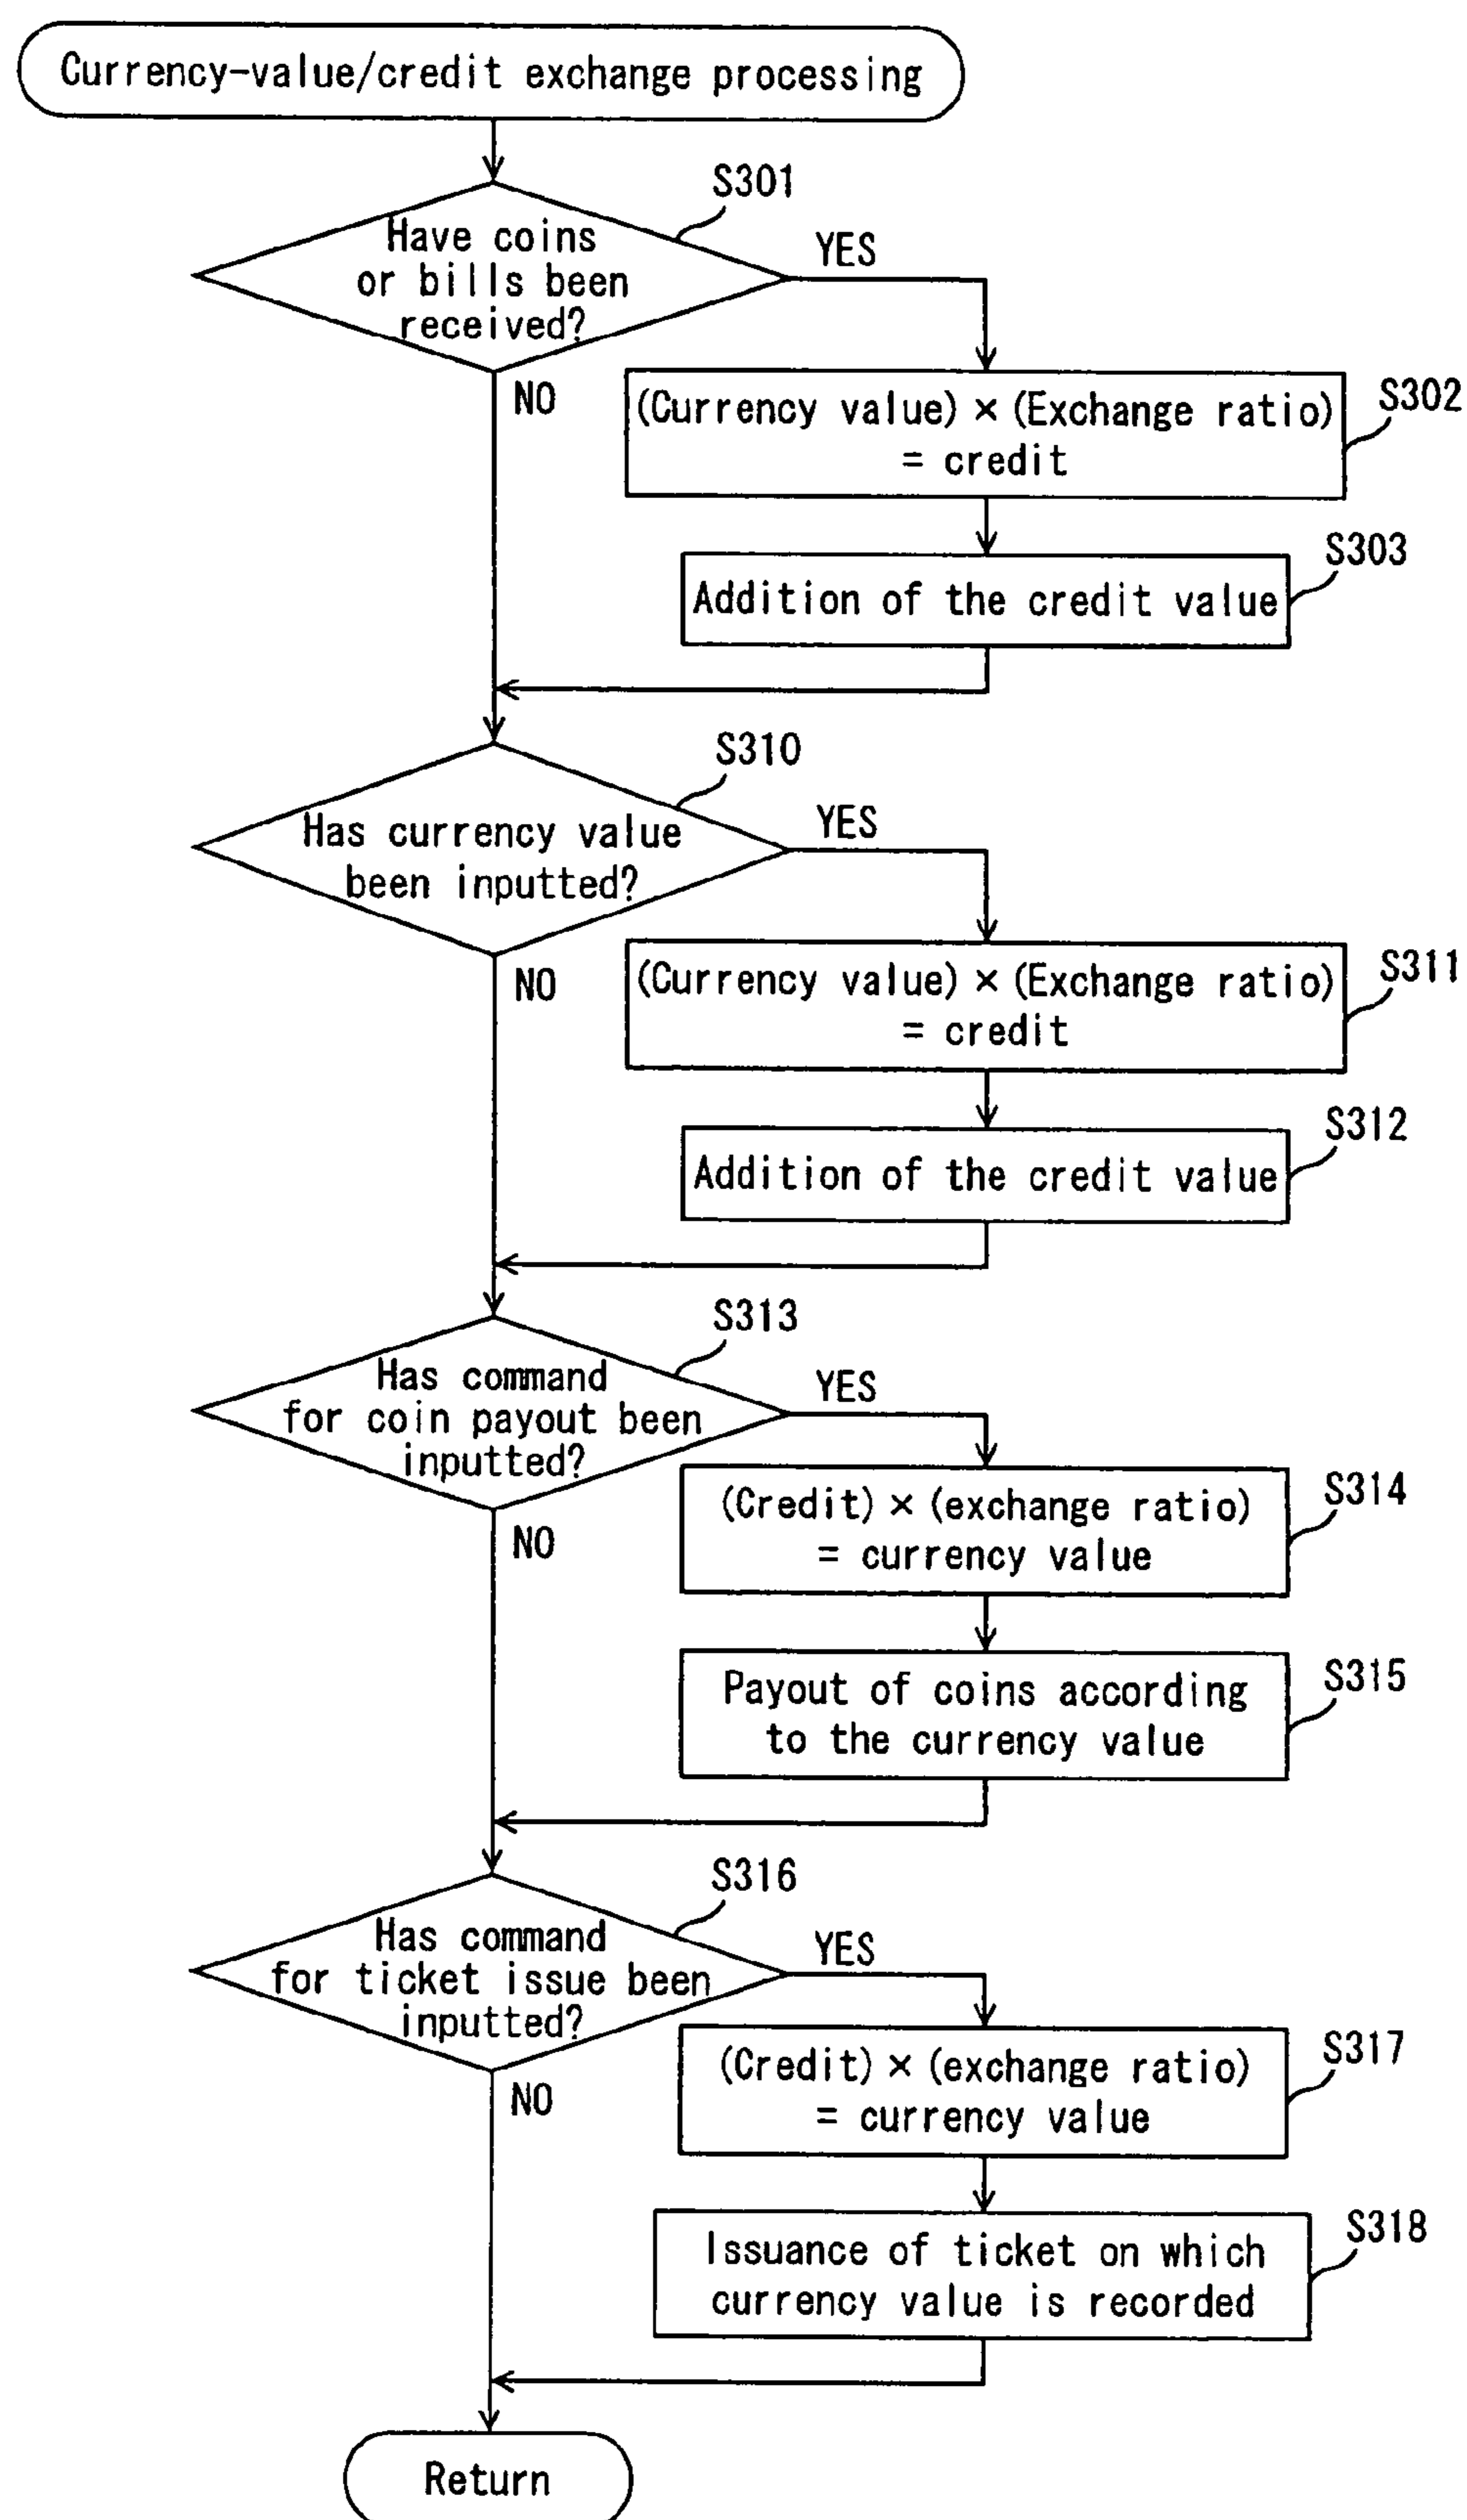 Currency-value/credit exchange processing
S301
Have coins
or bills been
received?
YES
NO
(Currency value) × (Exchange ratio)
= credit
S302
Addition of the credit value
S303
S310
Has currency value
been inputted?
YES
NO
(Currency value) × (Exchange ratio)
= credit
S311
Addition of the credit value
S312
S313
Has command
for coin payout been
inputted?
YES
NO
(Credit) × (exchange ratio)
= currency value
S314
Payout of coins according
to the currency value
S315
S316
Has command
for ticket issue been
inputted?
YES
NO
(Credit) × (exchange ratio)
= currency value
S317
Issuance of ticket on which
currency value is recorded
S318
Return